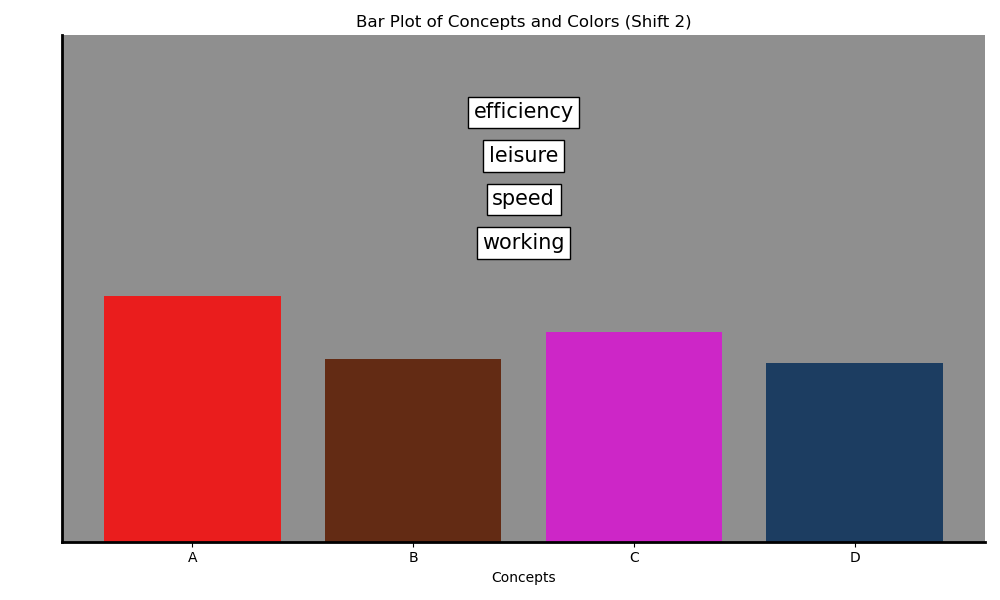 Bar Plot of Concepts and Colors (Shift 2)
efficiency
leisure
speed
working
A B C D
Concepts